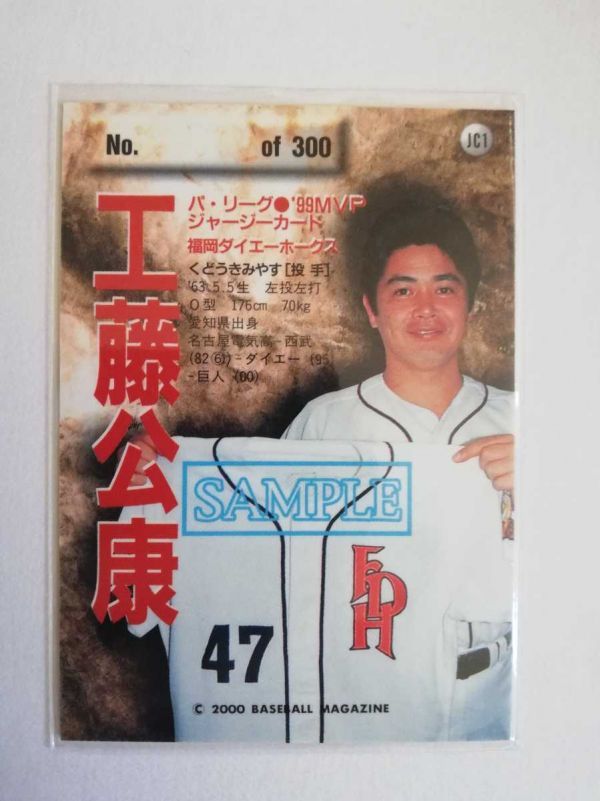 No. of 300
JC1
工藤公康
パ・リーグ●'99MVP
ジャージーカード
福岡ダイエーホークス
くどうきみやす[投 手]
'63.5.5生 左投左打
O型 176cm 70kg
愛知県出身
名古屋電気高-西武
(82⑥)-ダイエー(95)
-巨人 (00)
SAMPLE
FDH
47
© 2000 BASEBALL MAGAZINE